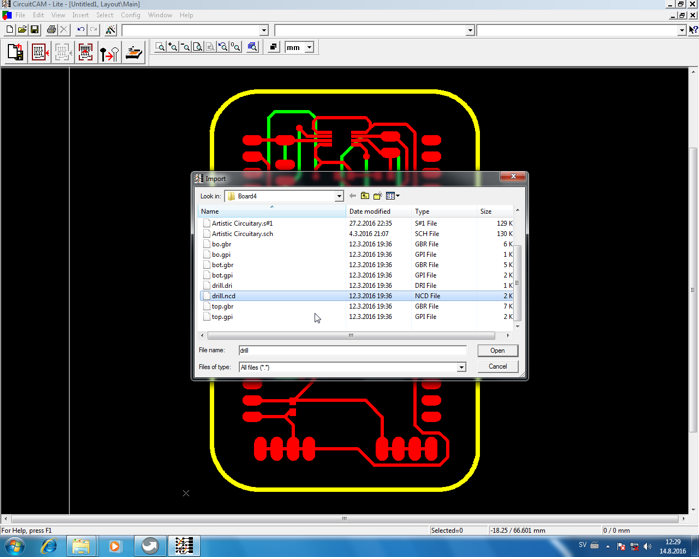 CircuitCAM - Lite - [Untitled1, Layout\Main]
File Edit View Insert Select Config Window Help
mm
Import
Look in: Board4
Name Date modified Type Size
Artistic Circuitary.s#1 27.2.2016 22:35 S#1 File 129 K
Artistic Circuitary.sch 4.3.2016 21:07 SCH File 130 K
bo.gbr 12.3.2016 19:36 GBR File 6 K
bo.gpi 12.3.2016 19:36 GPI File 1 K
bot.gbr 12.3.2016 19:36 GBR File 5 K
bot.gpi 12.3.2016 19:36 GPI File 2 K
drill.dri 12.3.2016 19:36 DRI File 1 K
drill.ncd 12.3.2016 19:36 NCD File 2 K
top.gbr 12.3.2016 19:36 GBR File 7 K
top.gpi 12.3.2016 19:36 GPI File 2 K
File name: drill Open
Files of type: All files (*.*) Cancel
For Help, press F1 Selected=0 -18.25 / 66.601 mm 0 / 0 mm
SV 12:29
14.8.2016